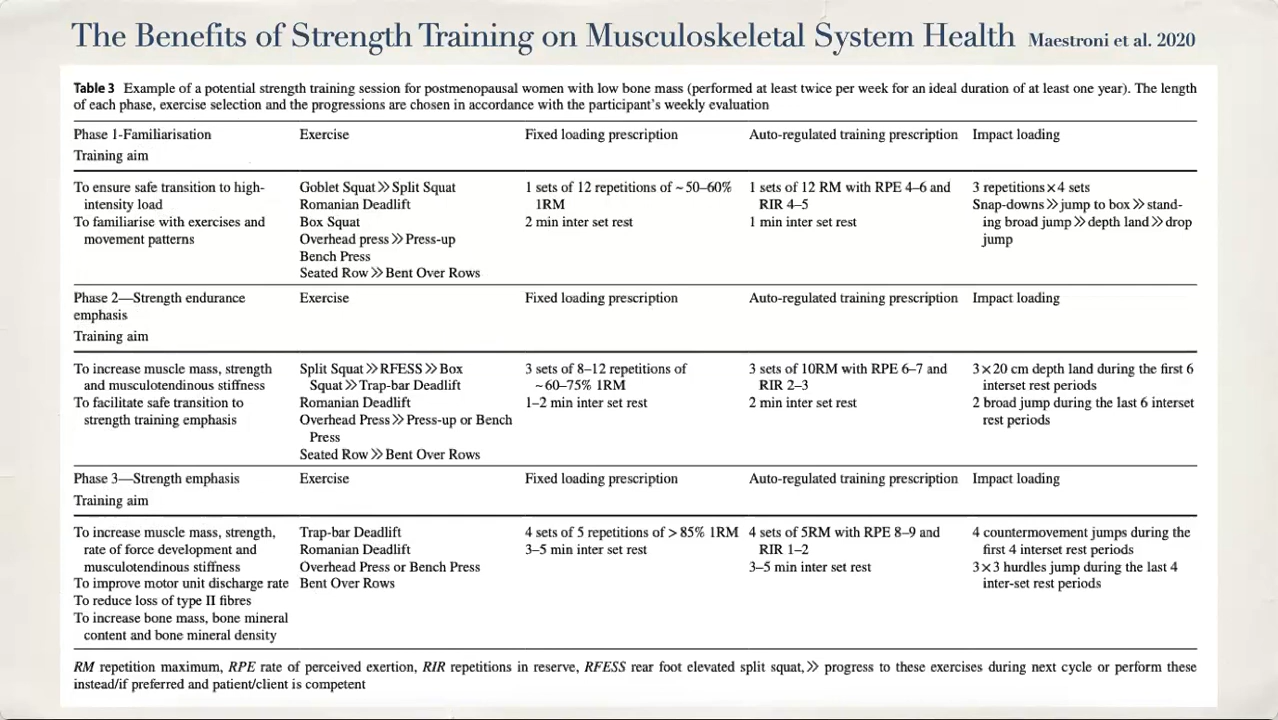 The Benefits of Strength Training on Musculoskeletal System Health Maestroni et al. 2020
Table 3 Example of a potential strength training session for postmenopausal women with low bone mass (performed at least twice per week for an ideal duration of at least one year). The length
of each phase, exercise selection and the progressions are chosen in accordance with the participant's weekly evaluation
Phase 1-Familiarisation Exercise Fixed loading prescription Auto-regulated training prescription Impact loading
Training aim
To ensure safe transition to high- Goblet Squat≫Split Squat 1 sets of 12 repetitions of ~50–60% 1 sets of 12 RM with RPE 4–6 and 3 repetitions×4 sets
intensity load Romanian Deadlift 1RM RIR 4–5 Snap-downs≫jump to box≫stand-
To familiarise with exercises and Box Squat 2 min inter set rest 1 min inter set rest ing broad jump≫depth land≫drop
movement patterns Overhead press≫Press-up jump
Bench Press
Seated Row≫Bent Over Rows
Phase 2—Strength endurance Exercise Fixed loading prescription Auto-regulated training prescription Impact loading
emphasis
Training aim
To increase muscle mass, strength Split Squat≫RFESS≫Box 3 sets of 8–12 repetitions of 3 sets of 10RM with RPE 6–7 and 3×20 cm depth land during the first 6
and musculotendinous stiffness Squat≫Trap-bar Deadlift ~60–75% 1RM RIR 2–3 interset rest periods
To facilitate safe transition to Romanian Deadlift 1–2 min inter set rest 2 min inter set rest 2 broad jump during the last 6 interset
strength training emphasis Overhead Press≫Press-up or Bench rest periods
Press
Seated Row≫Bent Over Rows
Phase 3—Strength emphasis Exercise Fixed loading prescription Auto-regulated training prescription Impact loading
Training aim
To increase muscle mass, strength, Trap-bar Deadlift 4 sets of 5 repetitions of >85% 1RM 4 sets of 5RM with RPE 8–9 and 4 countermovement jumps during the
rate of force development and Romanian Deadlift 3–5 min inter set rest RIR 1–2 first 4 interset rest periods
musculotendinous stiffness Overhead Press or Bench Press 3–5 min inter set rest 3×3 hurdles jump during the last 4
To improve motor unit discharge rate Bent Over Rows inter-set rest periods
To reduce loss of type II fibres
To increase bone mass, bone mineral
content and bone mineral density
RM repetition maximum, RPE rate of perceived exertion, RIR repetitions in reserve, RFESS rear foot elevated split squat, ≫ progress to these exercises during next cycle or perform these
instead/if preferred and patient/client is competent